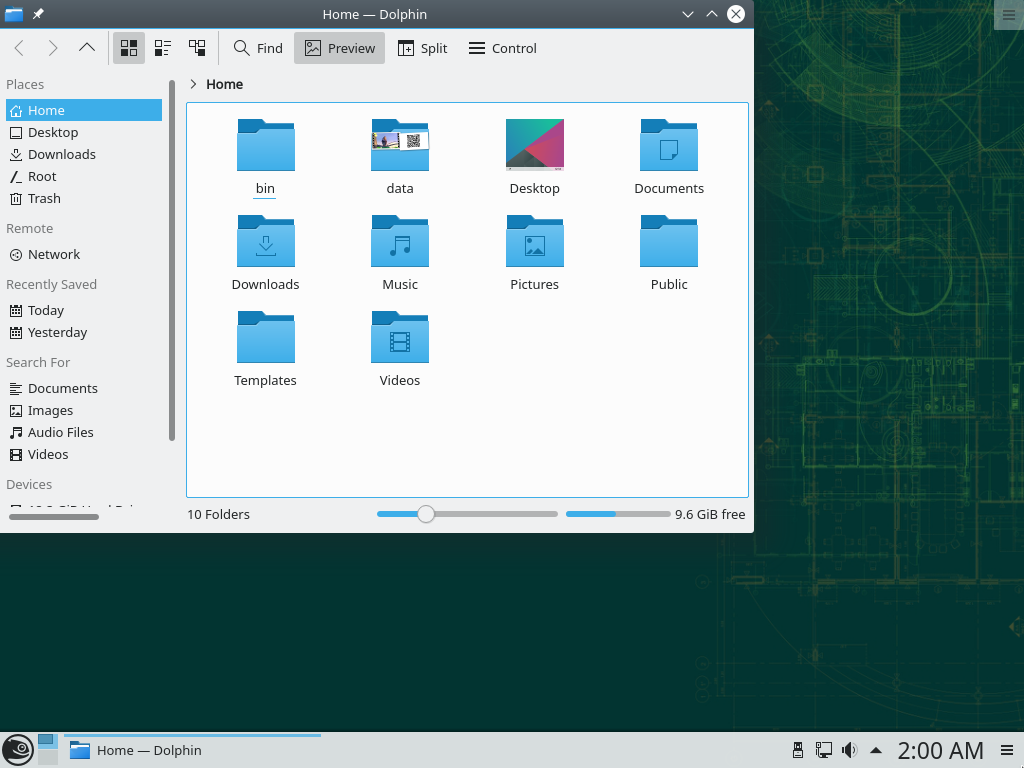 Home — Dolphin
Find
Preview
Split
Control
Places
Home
Desktop
Downloads
Root
Trash
Remote
Network
Recently Saved
Today
Yesterday
Search For
Documents
Images
Audio Files
Videos
Devices
Home
bin
data
Desktop
Documents
Downloads
Music
Pictures
Public
Templates
Videos
10 Folders
9.6 GiB free
Home — Dolphin
2:00 AM